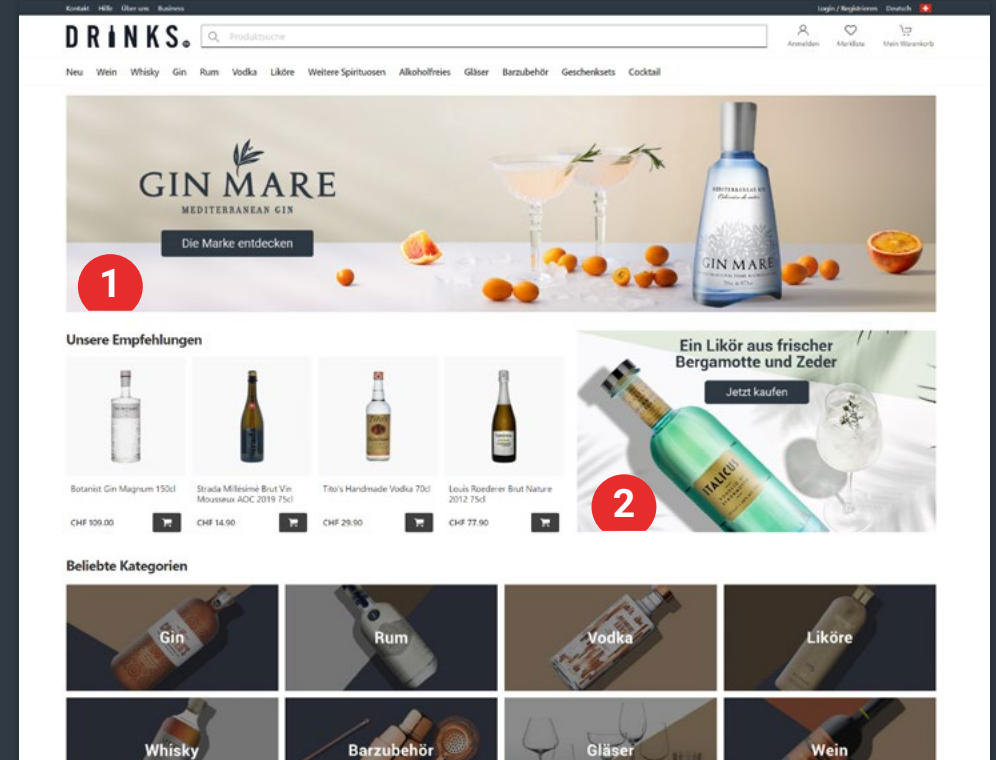 Kontakt Hilfe Über uns Business
Login / Registrieren Deutsch
DRINKS.
Produktsuche
Anmelden Merkliste Mein Warenkorb
Neu Wein Whisky Gin Rum Vodka Liköre Weitere Spirituosen Alkoholfreies Gläser Barzubehör Geschenksets Cocktail
GIN MARE
MEDITERRANEAN GIN
Die Marke entdecken
1
MEDITERRANEAN GIN
GIN MARE
Unsere Empfehlungen
Botanist Gin Magnum 150cl
CHF 109.00
Strada Millésimé Brut Vin
Mousseux AOC 2019 75cl
CHF 14.90
Tito's Handmade Vodka 70cl
CHF 29.90
Louis Roederer Brut Nature
2012 75cl
CHF 77.90
Ein Likör aus frischer
Bergamotte und Zeder
Jetzt kaufen
ITALICUS
2
Beliebte Kategorien
Gin
Rum
Vodka
Liköre
Whisky
Barzubehör
Gläser
Wein